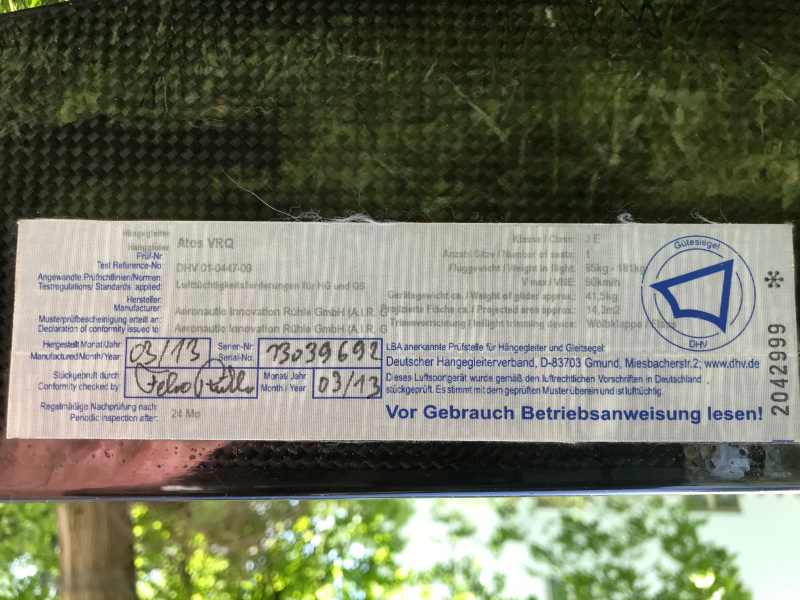 Hängegleiter
Hangglider
Atos VRQ
Prüf-Nr
Test Reference-No:
DHV 01-0447-09
Angewandte Prüfrichtlinien/Normen:
Testregulations/ Standards applied:
Lufttüchtigkeitsforderungen für HG und GS
Hersteller:
Manufacturer
Aeronautic Innovation Rühle GmbH (A.I.R. G
Musterprüfbescheinigung erteilt an:
Declaration of conformity issued to
Aeronautic Innovation Rühle GmbH (A.I.R. G
Klasse / Class: 3 E
Anzahl Sitze / Number of seats:
Fluggewicht / Weight in flight: 85kg - 181kg
V max / VNE: 90km/h
Gerätegewicht ca. / Weight of glider approx.: 41,5kg
Projizierte Fläche ca. / Projected area approx.: 14,3m2
Trimmvorrichtung / Inflight trimming device: Wölbklappe / Flaps
Gütesiegel
DHV
Hergestellt Monat/Jahr:
Manufactured Month/Year:
03/13
Serien-Nr:
Serial-No:
13039692
Stückgeprüft durch
Conformity checked by:
Monat/ Jahr
Month / Year
03/13
Regelmäßige Nachprüfung nach:
Periodic inspection after:
24 Mo
LBA anerkannte Prüfstelle für Hängegleiter und Gleitsegel:
Deutscher Hängegleiterverband, D-83703 Gmund, Miesbacherstr.2; www.dhv.de
Dieses Luftsportgerät wurde gemäß den luftrechtlichen Vorschriften in Deutschland
stückgeprüft. Es stimmt mit dem geprüften Muster überein und ist lufttüchtig.
Vor Gebrauch Betriebsanweisung lesen!
2042999 *